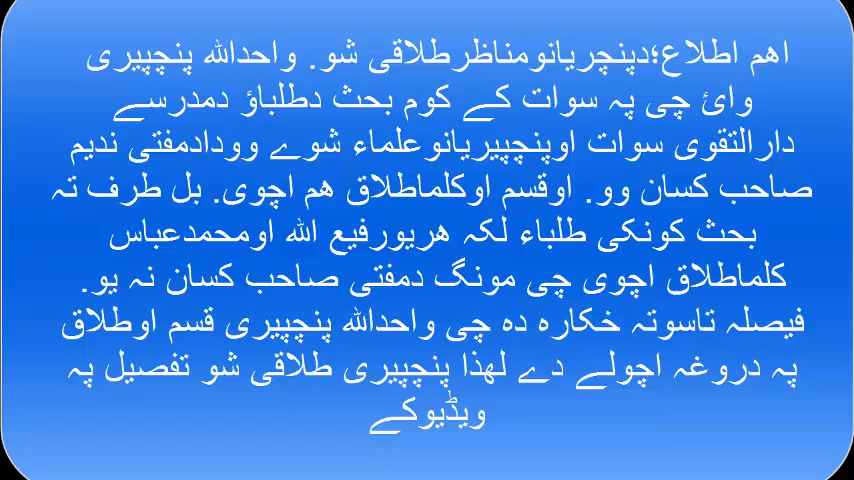 اهم اطلاع؛دپنچریانومناظرطلاقی شو. واحدالله پنچپیری
وائ چی په سوات کے کوم بحث دطلباؤ دمدرسے
دارالتقوی سوات اوپنچپیریانوعلماء شوے وودادمفتی ندیم
صاحب کسان وو. اوقسم اوکلماطلاق هم اچوی. بل طرف ته
بحث کونکی طلباء لکه هریورفیع الله اومحمدعباس
کلماطلاق اچوی چی مونگ دمفتی صاحب کسان نه یو.
فیصله تاسوته خکاره ده چی واحدالله پنچپیری قسم اوطلاق
په دروغه اچولے دے لهذا پنچپیری طلاقی شو تفصیل په
ویڈیوکے